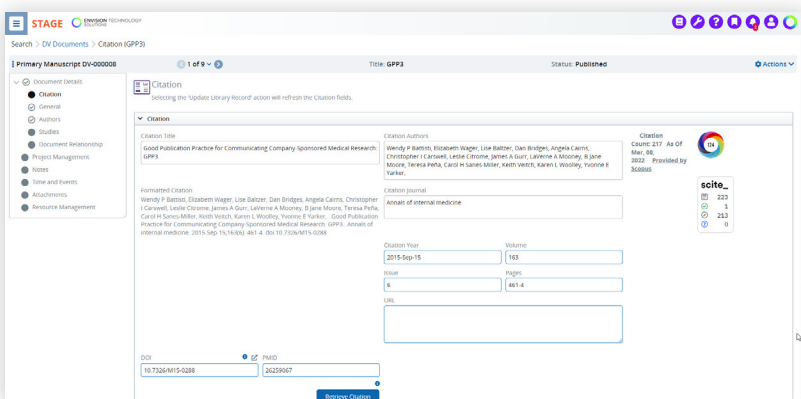 STAGE ENVISION TECHNOLOGY SOLUTIONS
Search > DV Documents > Citation (GPP3)
Primary Manuscript DV-000008 1 of 9 Title: GPP3 Status: Published Actions
Document Details
Citation
General
Authors
Studies
Document Relationship
Project Management
Notes
Time and Events
Attachments
Resource Management
Citation
Selecting the 'Update Library Record' action will refresh the Citation fields.
Citation
Citation Title
Good Publication Practice for Communicating Company-Sponsored Medical Research:
GPP3.
Citation Authors
Wendy P Battisti, Elizabeth Wager, Lise Baltzer, Dan Bridges, Angela Cairns,
Christopher I Carswell, Leslie Citrome, James A Gurr, LaVerne A Mooney, B Jane
Moore, Teresa Peña, Carol H Sanes-Miller, Keith Veitch, Karen L Woolley, Yvonne E
Yarker,
Citation
Count: 217 As Of
Mar, 08,
2022 Provided by
Scopus
124
scite_
223
1
213
0
Formatted Citation
Wendy P Battisti, Elizabeth Wager, Lise Baltzer, Dan Bridges, Angela Cairns, Christopher
I Carswell, Leslie Citrome, James A Gurr, LaVerne A Mooney, B Jane Moore, Teresa Peña,
Carol H Sanes-Miller, Keith Veitch, Karen L Woolley, Yvonne E Yarker, . Good Publication
Practice for Communicating Company-Sponsored Medical Research: GPP3.. Annals of
internal medicine. 2015-Sep-15;163(6): 461-4. doi:10.7326/M15-0288
Citation Journal
Annals of internal medicine
Citation Year Volume
2015-Sep-15 163
Issue Pages
6 461-4
URL
DOI PMID
10.7326/M15-0288 26259067
Retrieve Citation